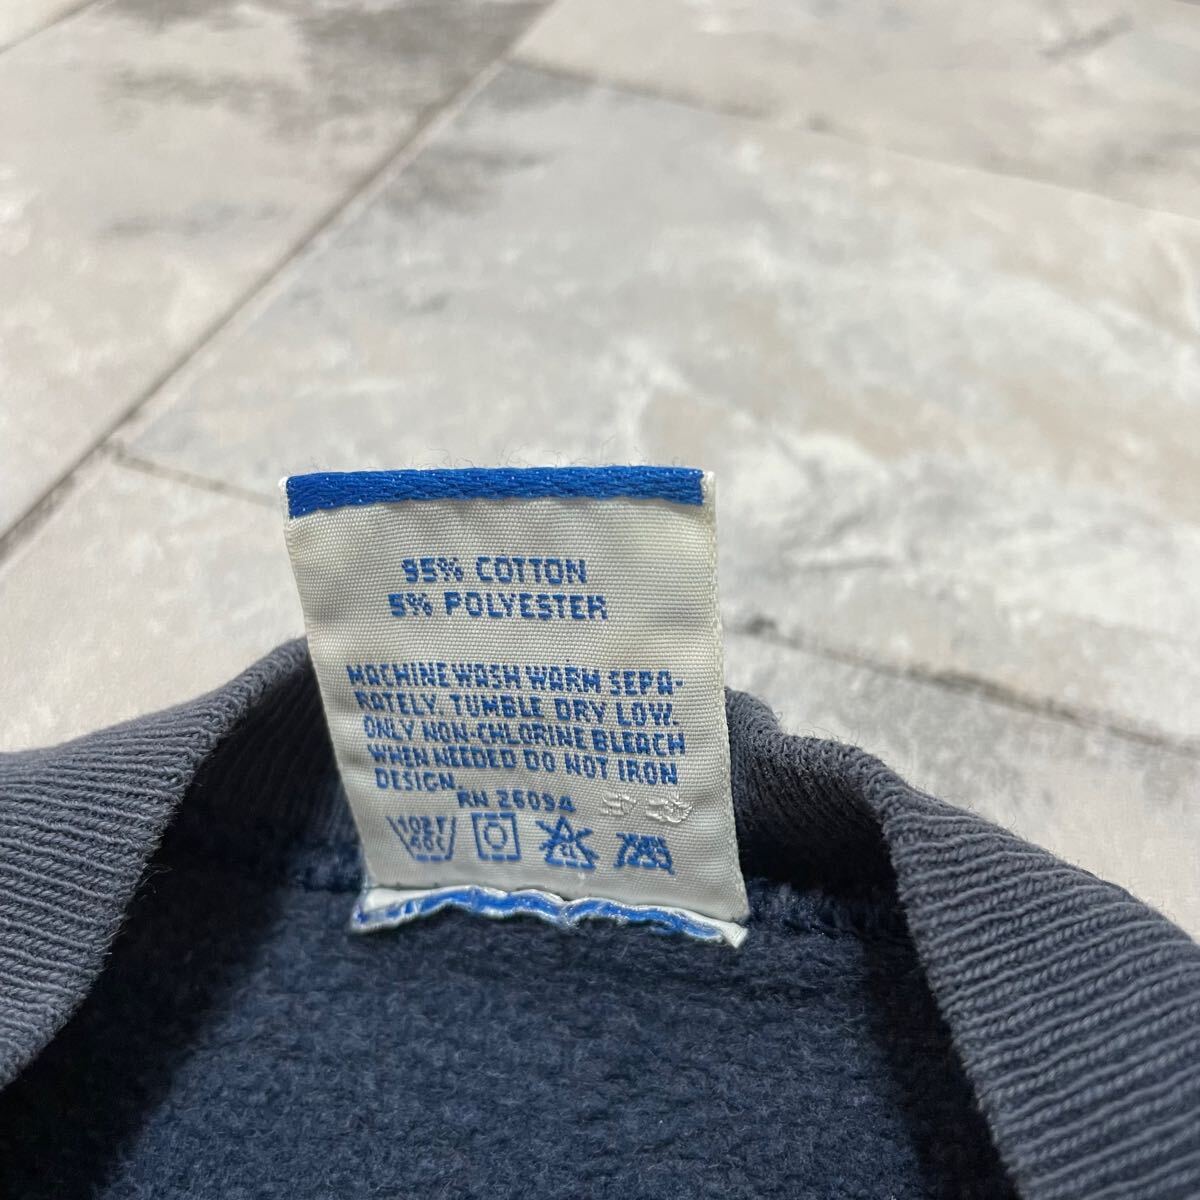 95% COTTON
5% POLYESTER
MACHINE WASH WARM SEPA-
RATELY. TUMBLE DRY LOW.
ONLY NON-CHLORINE BLEACH
WHEN NEEDED DO NOT IRON
DESIGN.
RN 26094